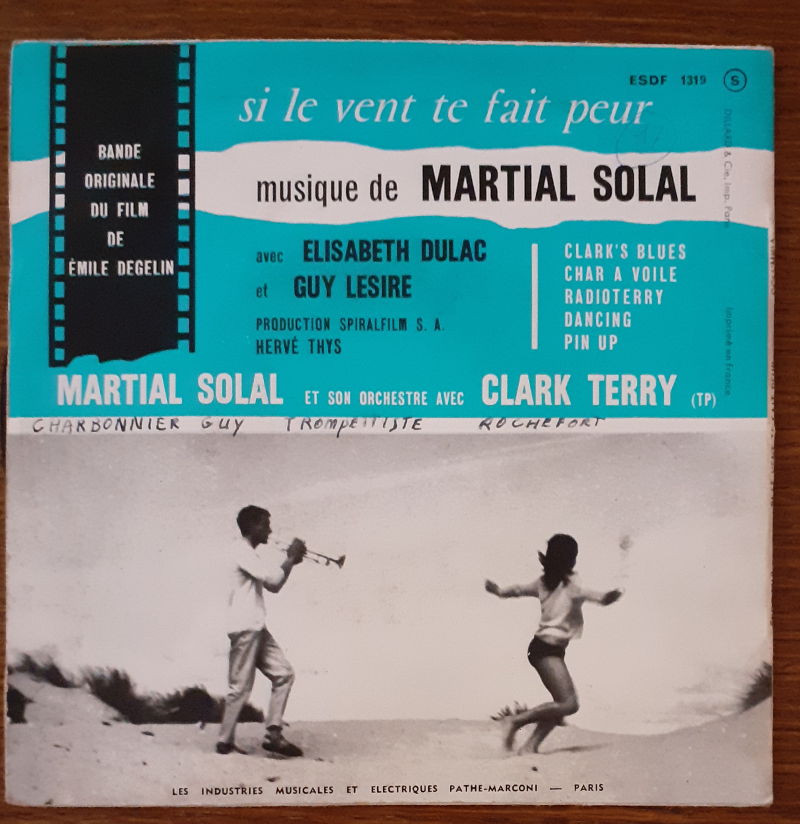 ESDF 1319 S
si le vent te fait peur
BANDE
ORIGINALE
DU FILM
DE
ÉMILE DEGELIN
musique de MARTIAL SOLAL
avec ELISABETH DULAC
et GUY LESIRE
PRODUCTION SPIRALFILM S. A.
HERVÉ THYS
CLARK'S BLUES
CHAR A VOILE
RADIOTERRY
DANCING
PIN UP
MARTIAL SOLAL ET SON ORCHESTRE AVEC CLARK TERRY (TP)
& Cie. Imp. Paris
Imprimé en France
CHARBONNIER GUY TROMPETTISTE ROCHEFORT
LES INDUSTRIES MUSICALES ET ELECTRIQUES PATHE-MARCONI — PARIS